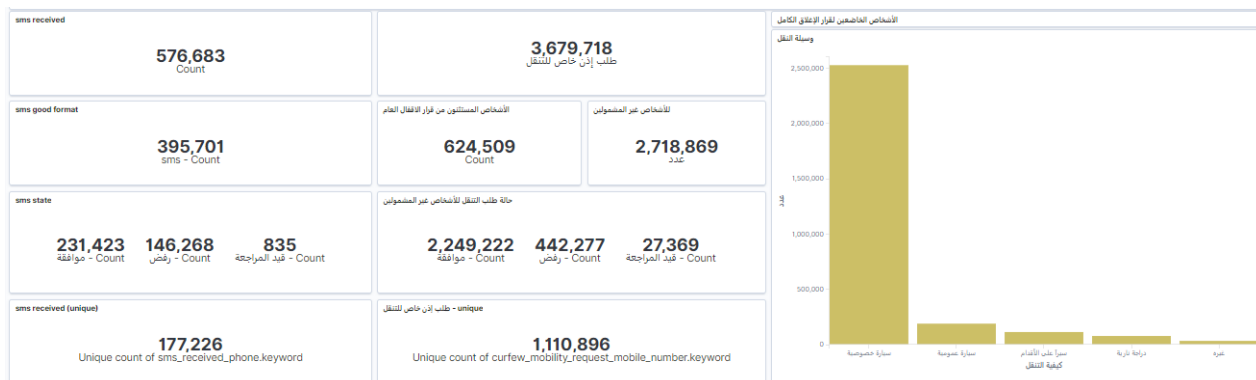 sms received
576,683
Count
3,679,718
طلب إذن خاص للتنقل
sms good format
395,701
sms - Count
الأشخاص المستثنون من قرار الاقفال العام
624,509
Count
للأشخاص غير المشمولين
2,718,869
عدد
sms state
231,423
موافقة - Count
146,268
رفض - Count
835
قيد المراجعة - Count
حالة طلب التنقل للأشخاص غير المشمولين
2,249,222
موافقة - Count
442,277
رفض - Count
27,369
قيد المراجعة - Count
sms received (unique)
177,226
Unique count of sms_received_phone.keyword
طلب إذن خاص للتنقل - unique
1,110,896
Unique count of curfew_mobility_request_mobile_number.keyword
الأشخاص الخاضعين لقرار الإغلاق الكامل
وسيلة النقل
2,500,000
2,000,000
1,500,000
1,000,000
500,000
0
عدد
سيارة خصوصية
سيارة عمومية
سيرا على الأقدام
دراجة نارية
غيره
كيفية التنقل